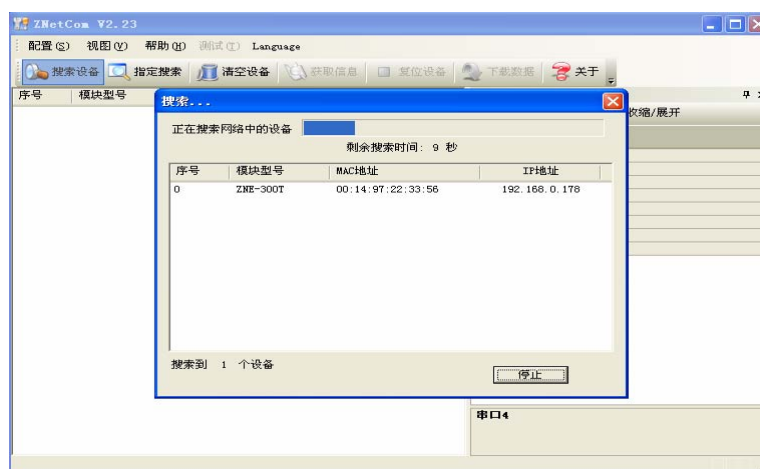 ZNetCom V2.23
配置(S) 视图(V) 帮助(H) 测试(T) Language
搜索设备 指定搜索 清空设备 获取信息 复位设备 下载数据 关于
序号 模块型号
收缩/展开
搜索...
正在搜索网络中的设备
剩余搜索时间: 9 秒
序号 模块型号 MAC地址 IP地址
0 ZNE-300T 00:14:97:22:33:56 192.168.0.178
搜索到 1 个设备
停止
串口4